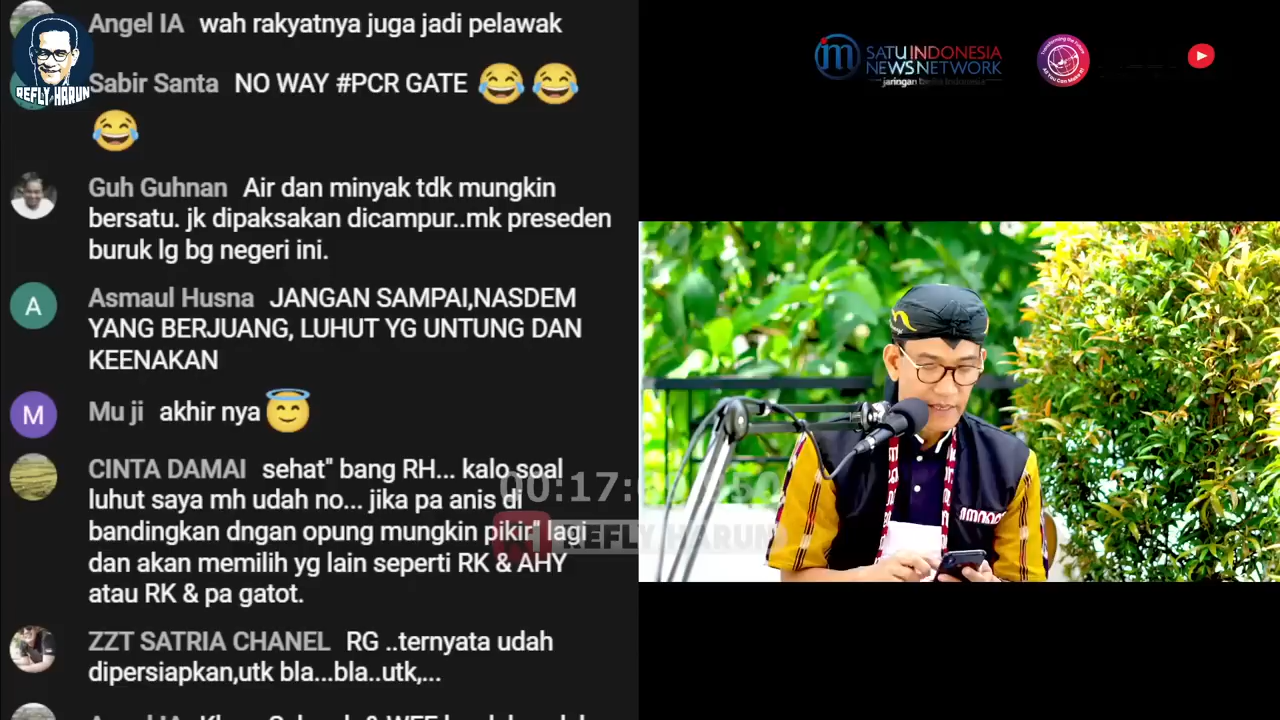 Angel IA wah rakyatnya juga jadi pelawak
REFLY HARUN
Sabir Santa NO WAY #PCR GATE 😂 😂
😂
Guh Guhnan Air dan minyak tdk mungkin
bersatu. jk dipaksakan dicampur..mk preseden
buruk lg bg negeri ini.
A
Asmaul Husna JANGAN SAMPAI,NASDEM
YANG BERJUANG, LUHUT YG UNTUNG DAN
KEENAKAN
M
Mu ji akhir nya 😇
CINTA DAMAI sehat" bang RH... kalo soal
luhut saya mh udah no... jika pa anis di
bandingkan dngan opung mungkin pikir" lagi
dan akan memilih yg lain seperti RK & AHY
atau RK & pa gatot.
ZZT SATRIA CHANEL RG ..ternyata udah
dipersiapkan,utk bla...bla..utk,...
SATU INDONESIA
NEWS NETWORK
REFLY HARUN